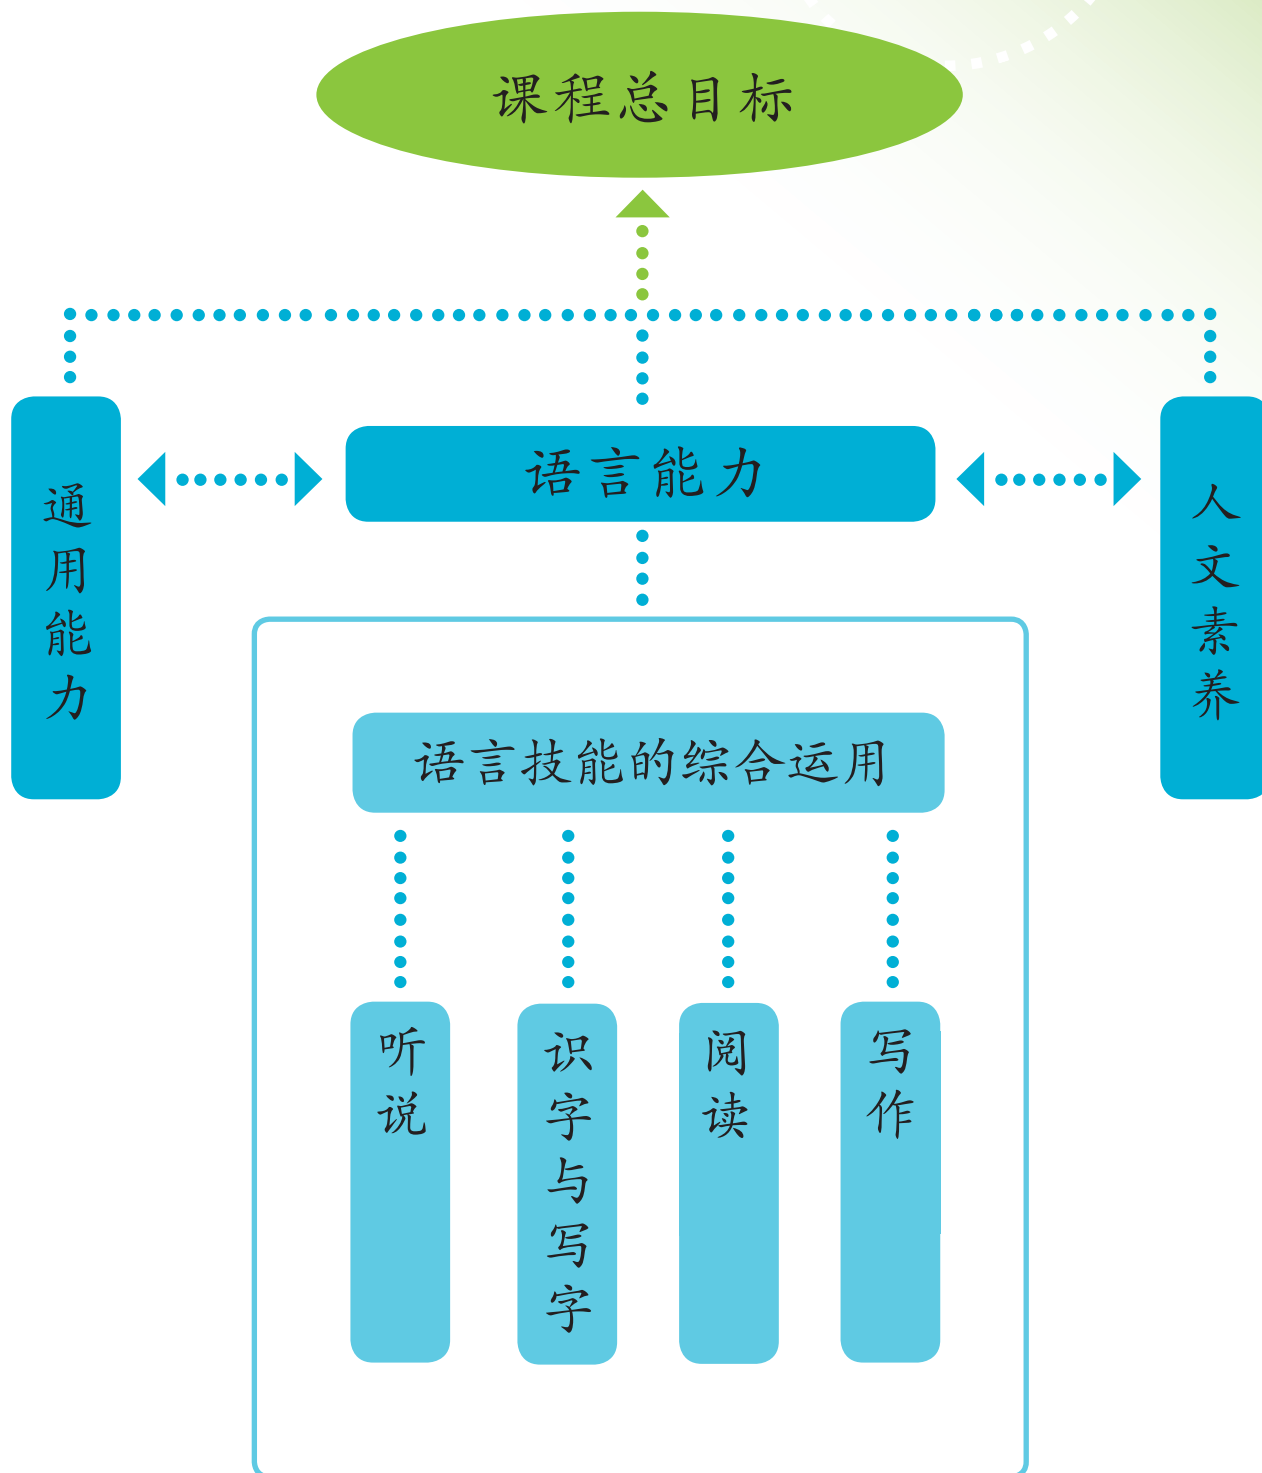 课程总目标
通用能力
语言能力
人文素养
语言技能的综合运用
听说
识字与写字
阅读
写作